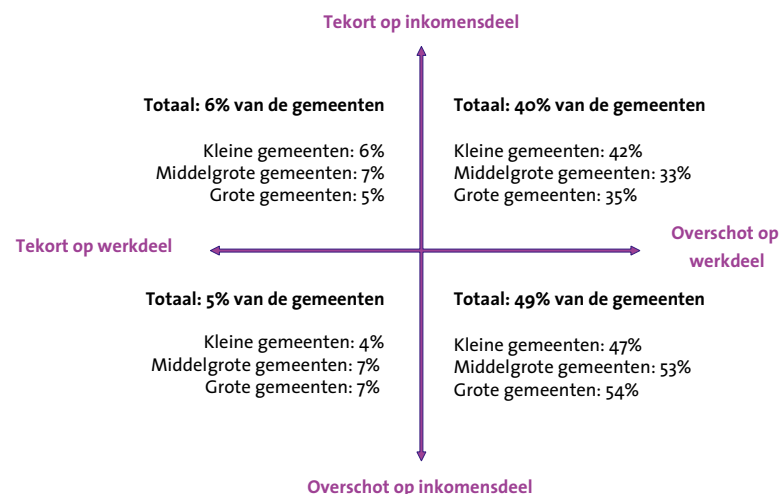 Tekort op inkomensdeel
Totaal: 6% van de gemeenten
Kleine gemeenten: 6%
Middelgrote gemeenten: 7%
Grote gemeenten: 5%
Totaal: 40% van de gemeenten
Kleine gemeenten: 42%
Middelgrote gemeenten: 33%
Grote gemeenten: 35%
Tekort op werkdeel
Overschot op
werkdeel
Totaal: 5% van de gemeenten
Kleine gemeenten: 4%
Middelgrote gemeenten: 7%
Grote gemeenten: 7%
Totaal: 49% van de gemeenten
Kleine gemeenten: 47%
Middelgrote gemeenten: 53%
Grote gemeenten: 54%
Overschot op inkomensdeel